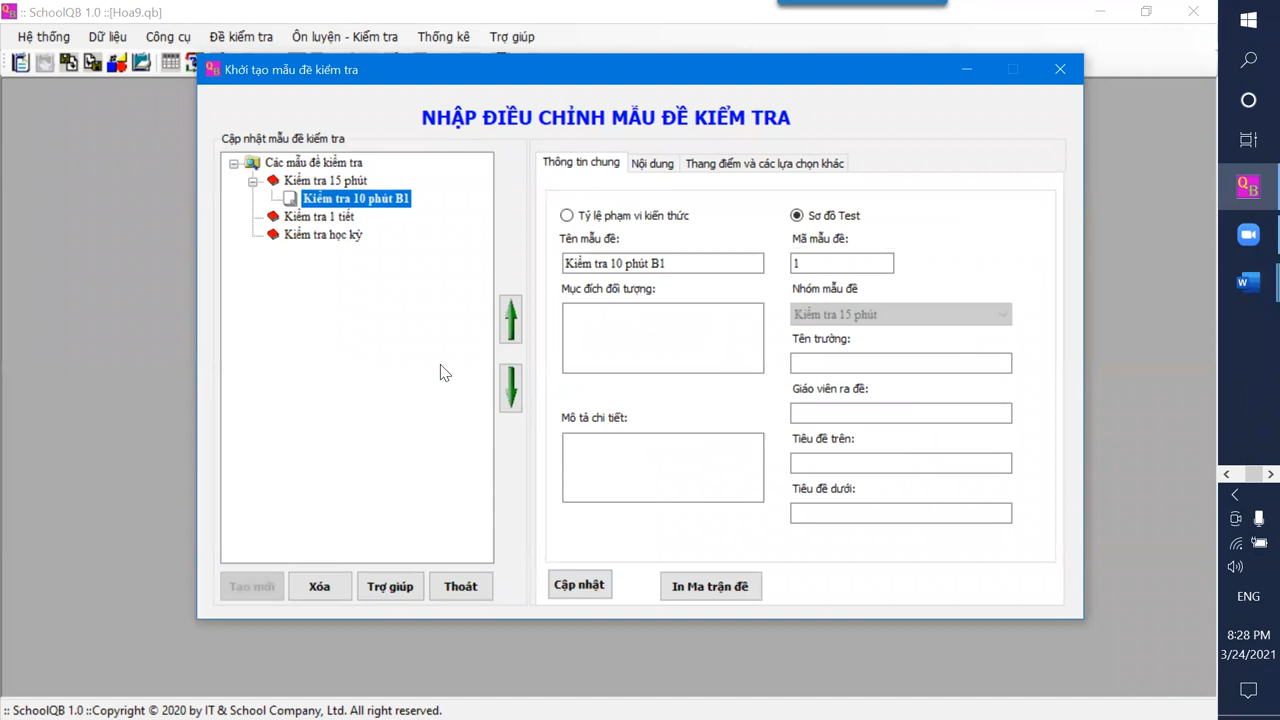 :: SchoolQB 1.0 ::[Hoa9.qb]
Hệ thống Dữ liệu Công cụ Đề kiểm tra Ôn luyện - Kiểm tra Thống kê Trợ giúp
QB Khởi tạo mẫu đề kiểm tra
NHẬP ĐIỀU CHỈNH MẪU ĐỀ KIỂM TRA
Cập nhật mẫu đề kiểm tra
Các mẫu đề kiểm tra
Kiểm tra 15 phút
Kiểm tra 10 phút B1
Kiểm tra 1 tiết
Kiểm tra học kỳ
Tạo mới Xóa Trợ giúp Thoát
Thông tin chung Nội dung Thang điểm và các lựa chọn khác
Tỷ lệ phạm vi kiến thức Sơ đồ Test
Tên mẫu đề: Mã mẫu đề:
Kiểm tra 10 phút B1 1
Mục đích đối tượng: Nhóm mẫu đề
Kiểm tra 15 phút
Tên trường:
Giáo viên ra đề:
Mô tả chi tiết: Tiêu đề trên:
Tiêu đề dưới:
Cập nhật In Ma trận đề
QB
ENG
8:28 PM
3/24/2021
:: SchoolQB 1.0 ::Copyright © 2020 by IT & School Company, Ltd. All right reserved.